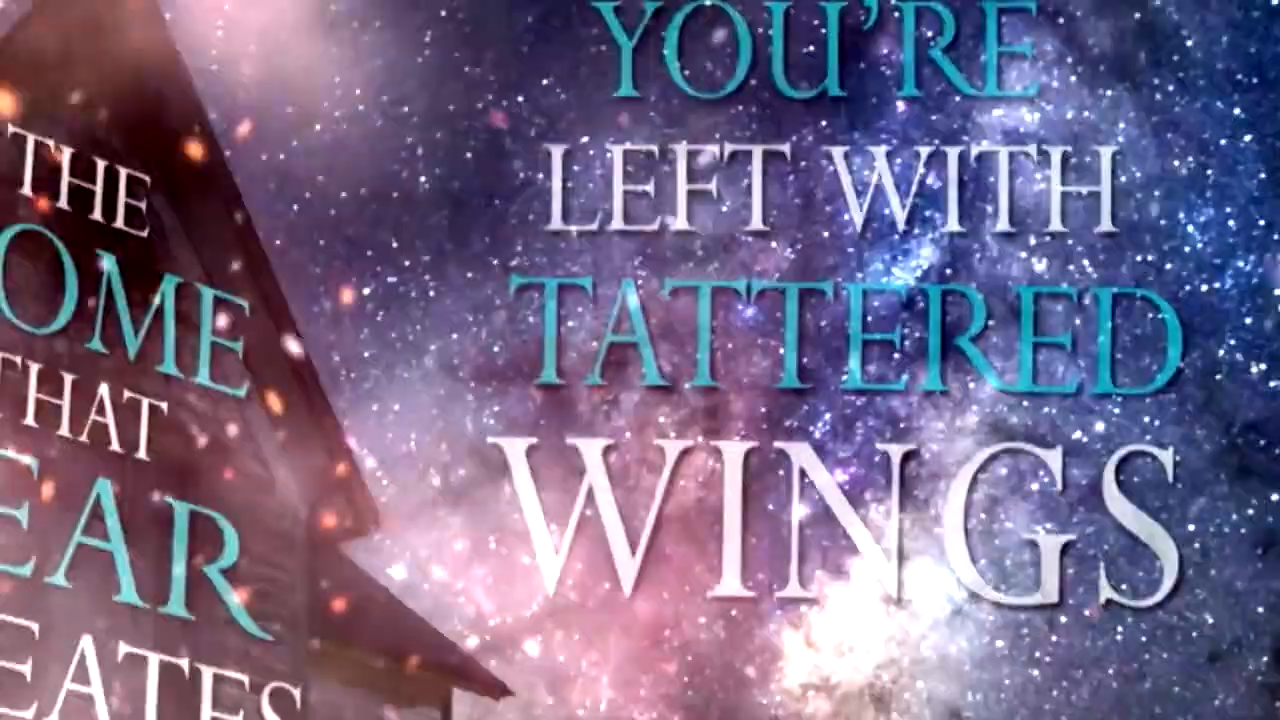 THE
OME
THAT
EAR
EATES
YOU'RE
LEFT WITH
TATTERED
WINGS